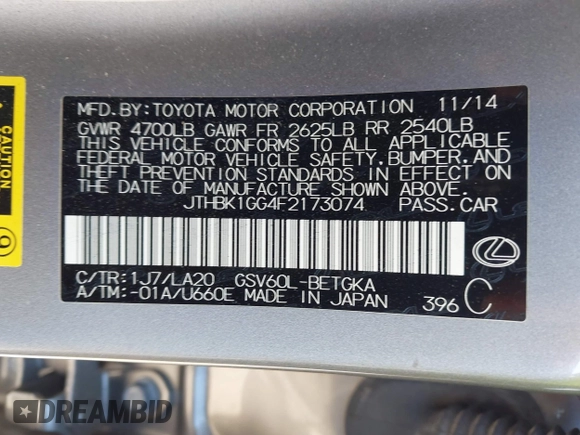 MFD. BY: TOYOTA MOTOR CORPORATION 11/14
GVWR 4700LB GAWR FR 2625LB RR 2540LB
THIS VEHICLE CONFORMS TO ALL APPLICABLE
FEDERAL MOTOR VEHICLE SAFETY, BUMPER, AND
THEFT PREVENTION STANDARDS IN EFFECT ON
THE DATE OF MANUFACTURE SHOWN ABOVE.
JTHBK1GG4F2173074 PASS. CAR
C/TR: 1J7/LA20 GSV60L-BETGKA
A/TM: -01A/U660E MADE IN JAPAN 396 C
CAUTION
9
DREAMBID